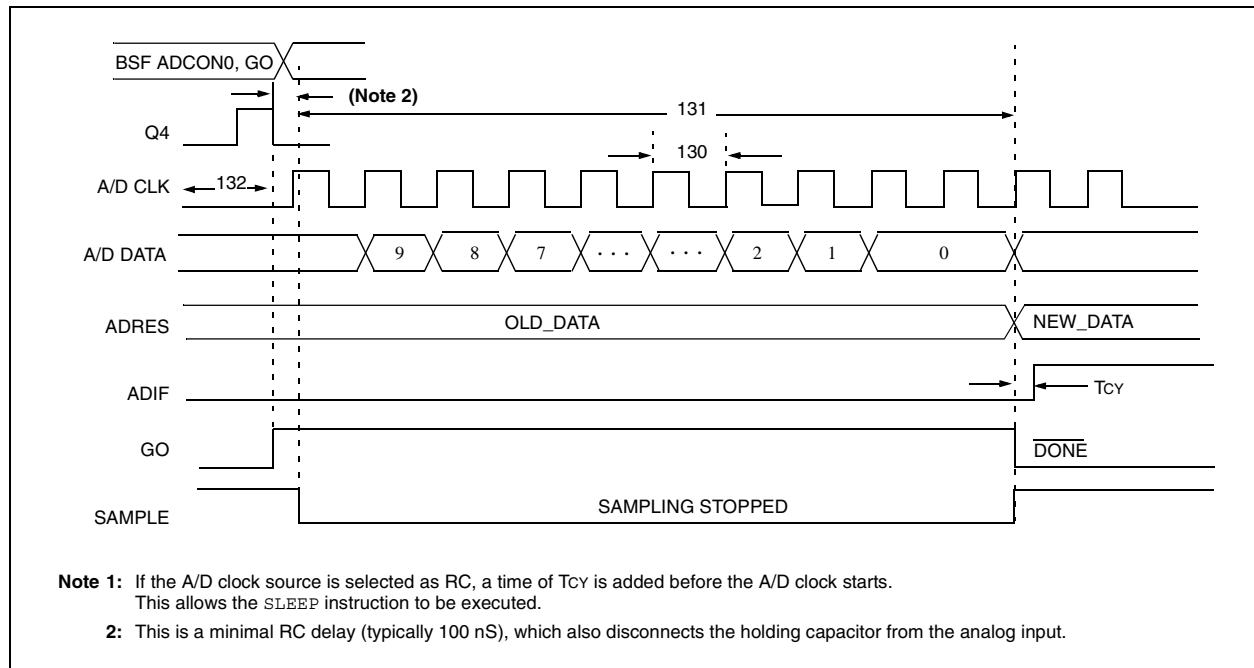 BSF ADCON0, GO
(Note 2)
131
Q4
130
A/D CLK
132
A/D DATA
9 8 7 · · · · · · 2 1 0
ADRES
OLD_DATA
NEW_DATA
ADIF
TCY
GO
DONE
SAMPLE
SAMPLING STOPPED
Note 1: If the A/D clock source is selected as RC, a time of TCY is added before the A/D clock starts.
This allows the SLEEP instruction to be executed.
2: This is a minimal RC delay (typically 100 nS), which also disconnects the holding capacitor from the analog input.